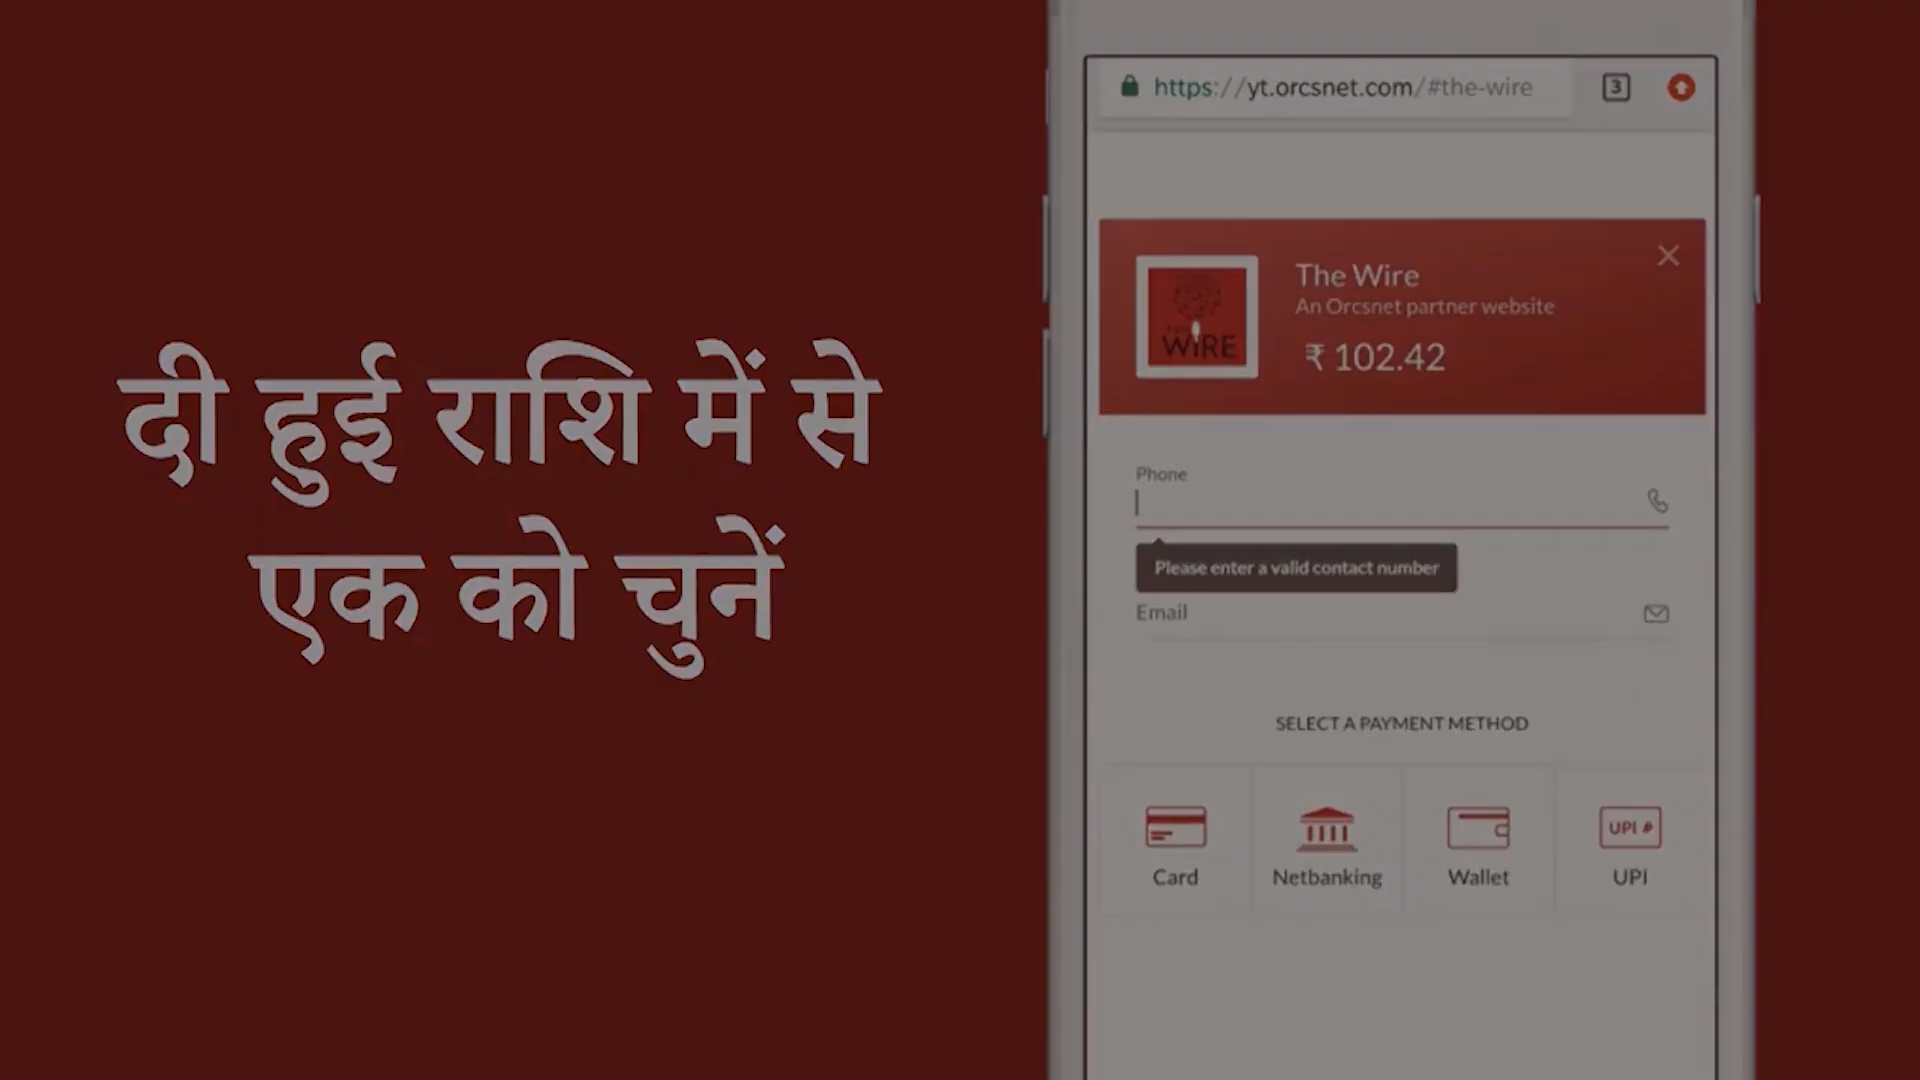 दी हुई राशि में से
एक को चुनें
https://yt.orcsnet.com/#the-wire
3
The Wire
An Orcsnet partner website
₹ 102.42
WIRE
Phone
Please enter a valid contact number
Email
SELECT A PAYMENT METHOD
UPI
Card
Netbanking
Wallet
UPI